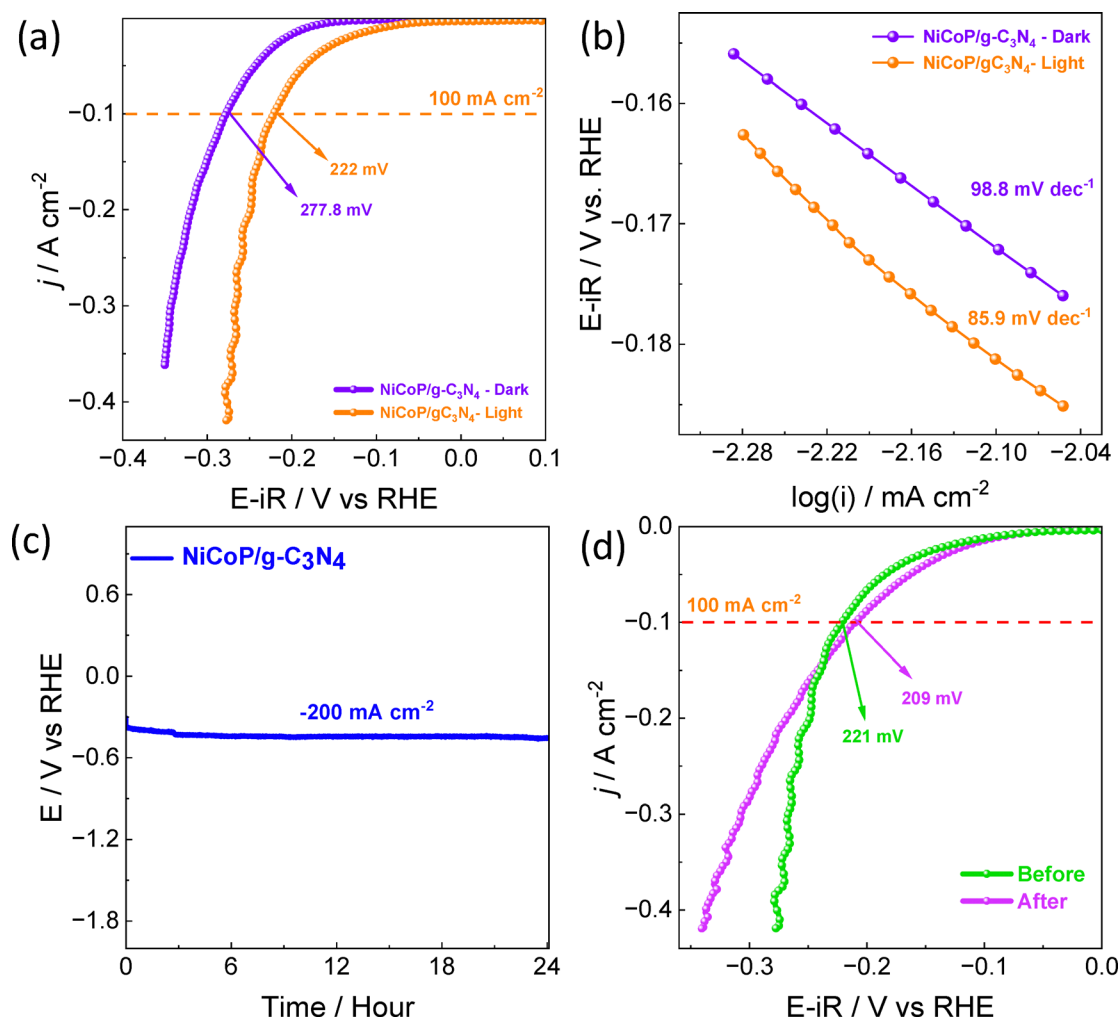 (a)
100 mA cm⁻²
222 mV
277.8 mV
NiCoP/g-C₃N₄ - Dark
NiCoP/gC₃N₄- Light
j / A cm⁻²
−0.1
−0.2
−0.3
−0.4
−0.4 −0.3 −0.2 −0.1 0.0 0.1
E-iR / V vs RHE
(b)
NiCoP/g-C₃N₄ - Dark
NiCoP/gC₃N₄- Light
98.8 mV dec⁻¹
85.9 mV dec⁻¹
E-iR / V vs. RHE
−0.16
−0.17
−0.18
−2.28 −2.22 −2.16 −2.10 −2.04
log(i) / mA cm⁻²
(c)
NiCoP/g-C₃N₄
-200 mA cm⁻²
E / V vs RHE
0.6
0.0
−0.6
−1.2
−1.8
0 6 12 18 24
Time / Hour
(d)
100 mA cm⁻²
209 mV
221 mV
Before
After
j / A cm⁻²
0.0
−0.1
−0.2
−0.3
−0.4
−0.3 −0.2 −0.1 0.0
E-iR / V vs RHE